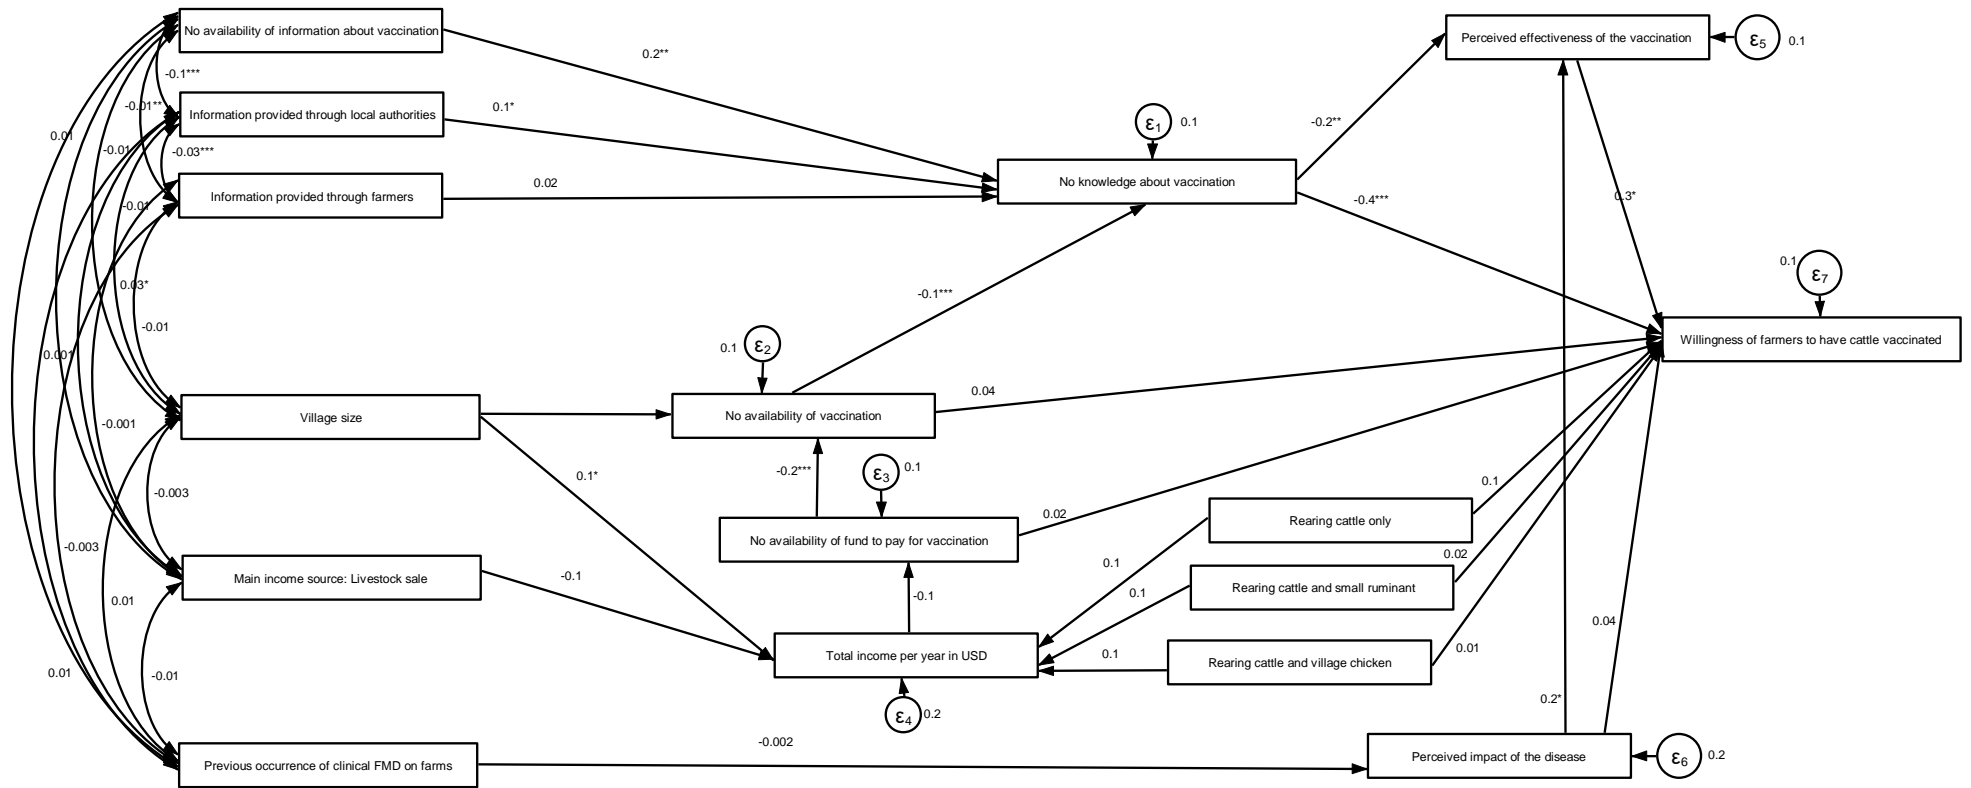 No availability of information about vaccination
Perceived effectiveness of the vaccination
ε5
0.1
0.2**
-0.1***
-0.01**
Information provided through local authorities
0.1*
ε1
0.1
-0.2**
0.01
-0.01
-0.03***
Information provided through farmers
0.02
No knowledge about vaccination
-0.4***
0.3*
-0.01
0.03*
-0.01
-0.1***
0.1
ε7
Willingness of farmers to have cattle vaccinated
0.001
0.1
ε2
-0.001
Village size
No availability of vaccination
0.04
0.1*
-0.2***
ε3
0.1
-0.003
0.02
0.1
Rearing cattle only
No availability of fund to pay for vaccination
-0.003
0.02
Main income source: Livestock sale
-0.1
0.1
Rearing cattle and small ruminant
0.01
-0.1
0.1
0.04
Total income per year in USD
0.1
Rearing cattle and village chicken
0.01
0.01
-0.01
ε4
0.2
0.2*
-0.002
Previous occurrence of clinical FMD on farms
Perceived impact of the disease
ε6
0.2